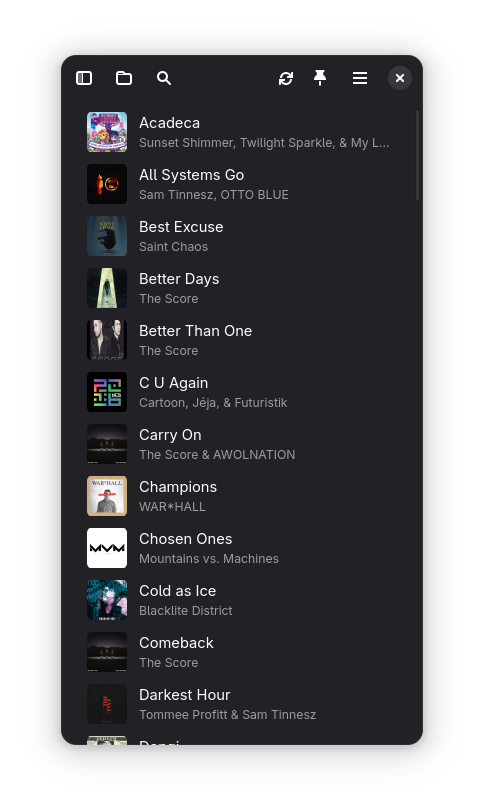 Acadeca
Sunset Shimmer, Twilight Sparkle, & My L...
All Systems Go
Sam Tinnesz, OTTO BLUE
Best Excuse
Saint Chaos
Better Days
The Score
Better Than One
The Score
C U Again
Cartoon, Jéja, & Futuristik
Carry On
The Score & AWOLNATION
WAR*HALL
Champions
WAR*HALL
Chosen Ones
Mountains vs. Machines
Cold as Ice
Blacklite District
Comeback
The Score
Darkest Hour
Tommee Profitt & Sam Tinnesz